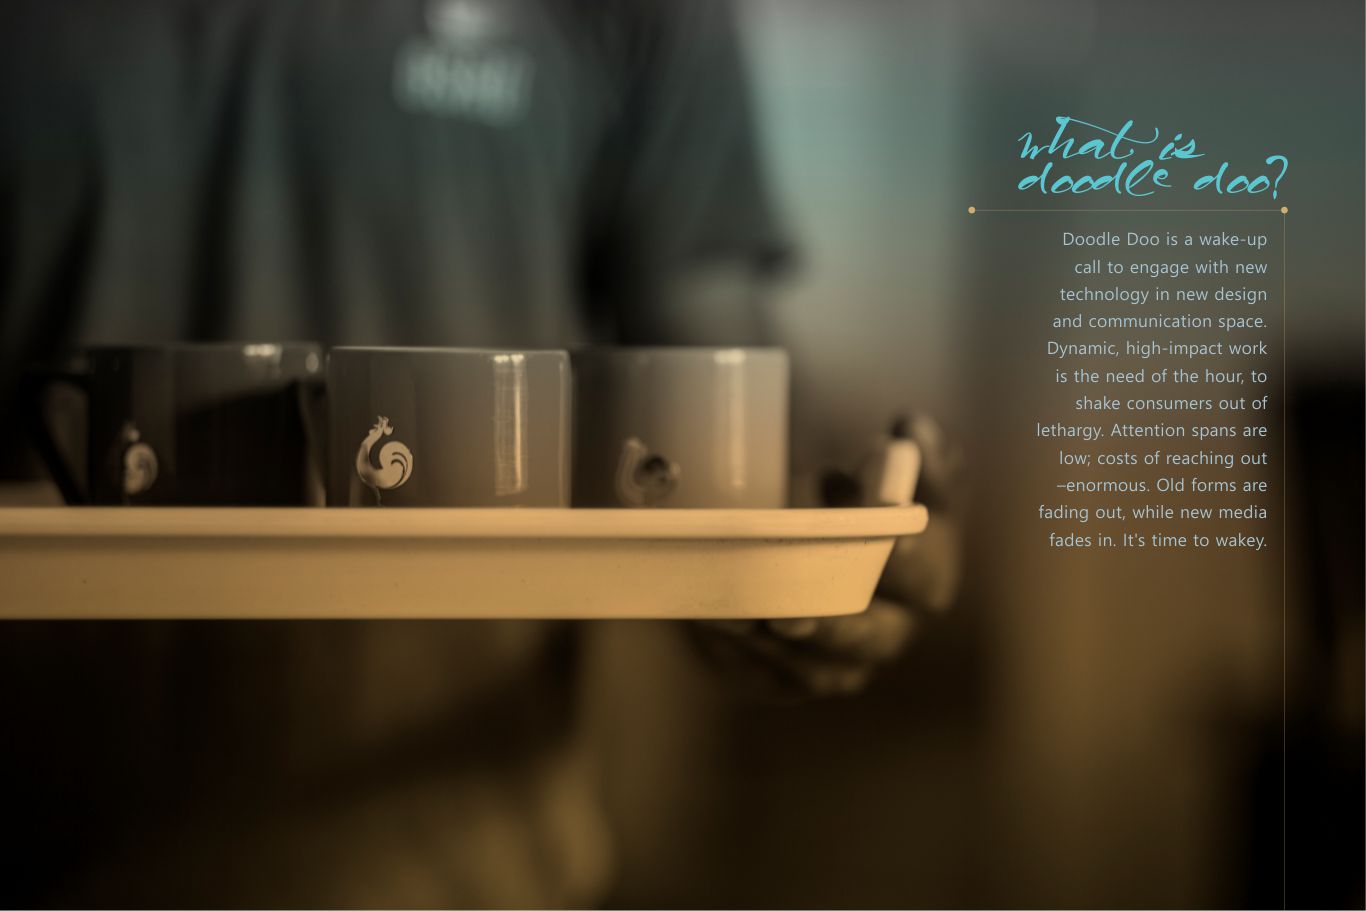 what is
doodle doo?
Doodle Doo is a wake-up
call to engage with new
technology in new design
and communication space.
Dynamic, high-impact work
is the need of the hour, to
shake consumers out of
lethargy. Attention spans are
low; costs of reaching out
–enormous. Old forms are
fading out, while new media
fades in. It's time to wakey.